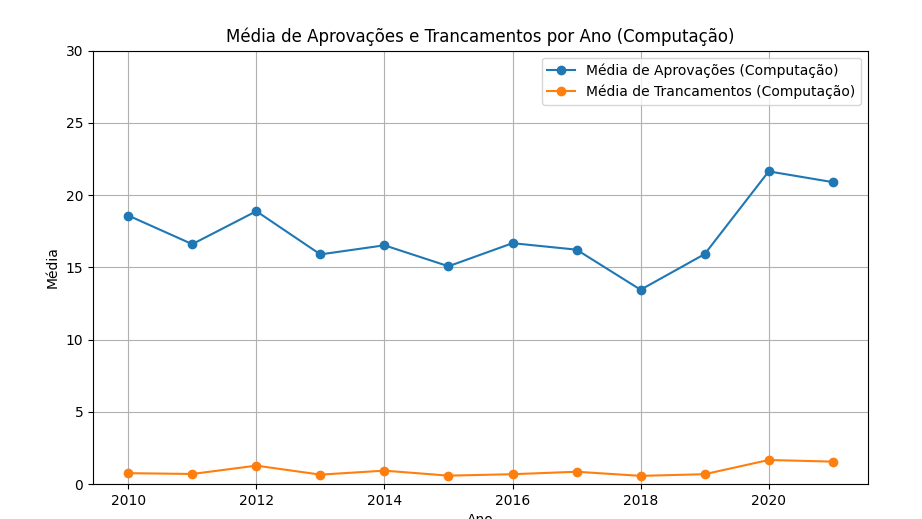 Média de Aprovações e Trancamentos por Ano (Computação)
Média de Aprovações (Computação)
Média de Trancamentos (Computação)
Média
30
25
20
15
10
5
0
2010 2012 2014 2016 2018 2020
Ano